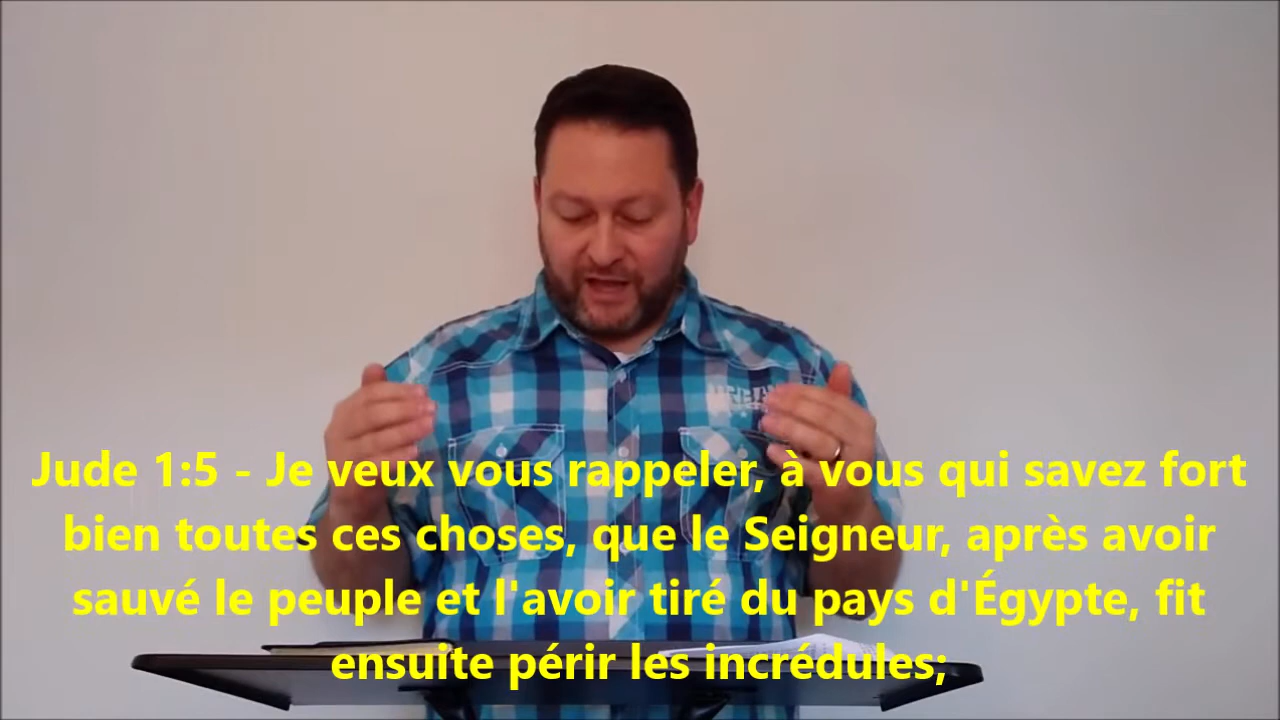 Jude 1:5 - Je veux vous rappeler, à vous qui savez fort
bien toutes ces choses, que le Seigneur, après avoir
sauvé le peuple et l'avoir tiré du pays d'Égypte, fit
ensuite périr les incrédules;